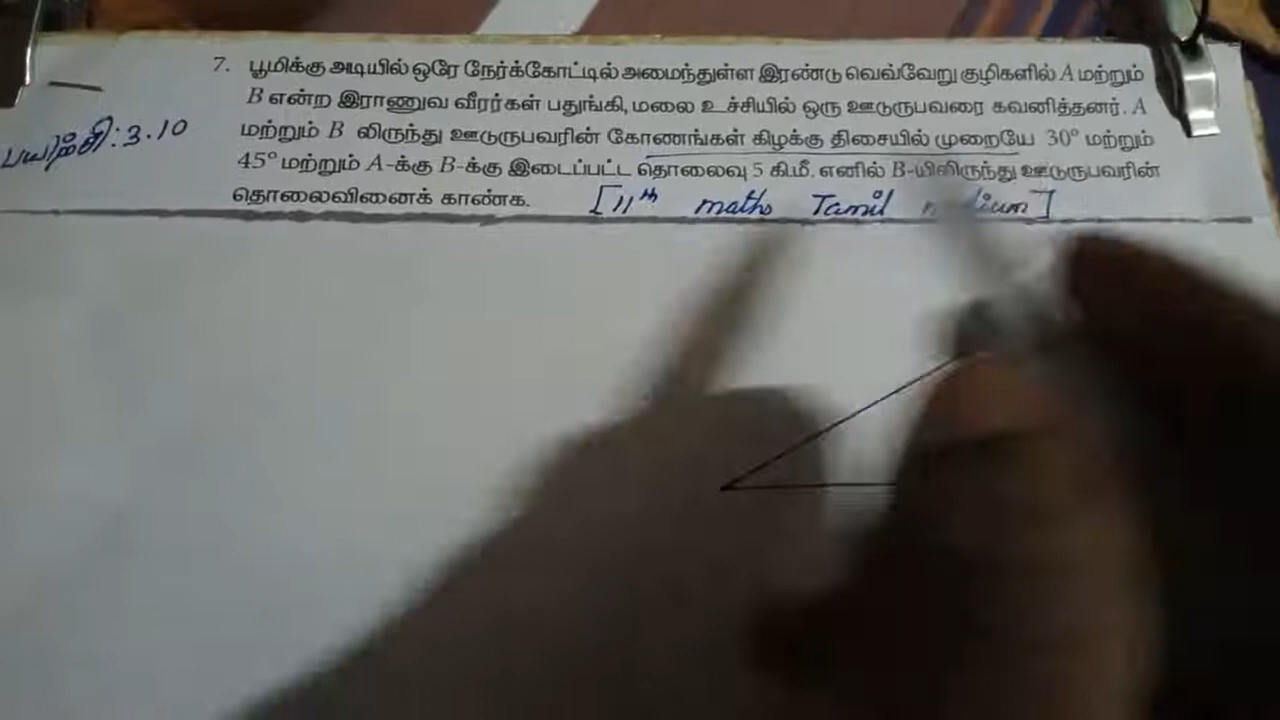 7. பூமிக்கு அடியில் ஒரே நேர்க்கோட்டில் அமைந்துள்ள இரண்டு வெவ்வேறு குழிகளில் A மற்றும்
B என்ற இராணுவ வீரர்கள் பதுங்கி, மலை உச்சியில் ஒரு ஊடுருபவரை கவனித்தனர். A
மற்றும் B லிருந்து ஊடுருபவரின் கோணங்கள் கிழக்கு திசையில் முறையே 30° மற்றும்
45° மற்றும் A-க்கு B-க்கு இடைப்பட்ட தொலைவு 5 கி.மீ. எனில் B-யிலிருந்து ஊடுருபவரின்
தொலைவினைக் காண்க. [11th maths Tamil medium]
பயிற்சி: 3.10